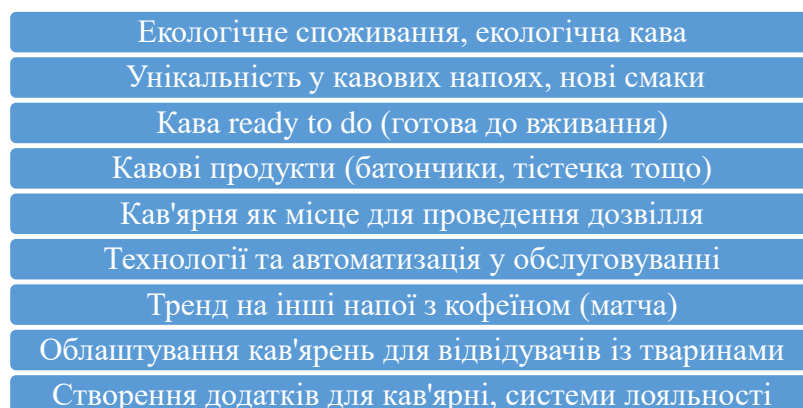 Екологічне споживання, екологічна кава
Унікальність у кавових напоях, нові смаки
Кава ready to do (готова до вживання)
Кавові продукти (батончики, тістечка тощо)
Кав'ярня як місце для проведення дозвілля
Технології та автоматизація у обслуговуванні
Тренд на інші напої з кофеїном (матча)
Облаштування кав'ярень для відвідувачів із тваринами
Створення додатків для кав'ярні, системи лояльності